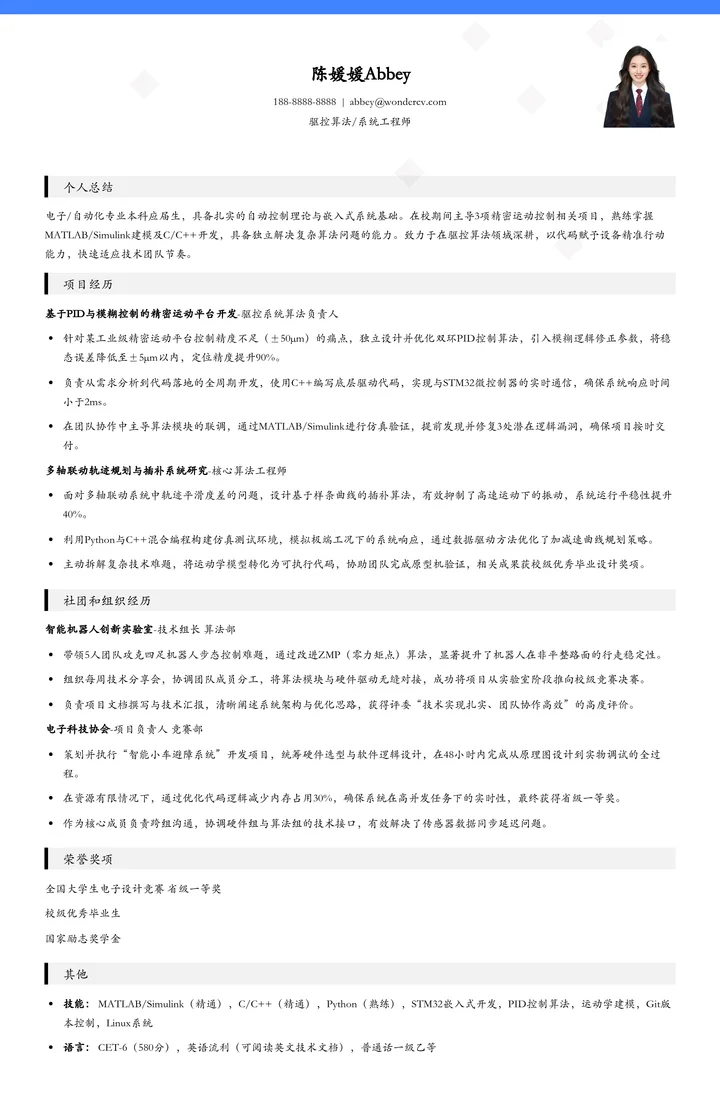 陈媛媛Abbey
188-8888-8888 | abbey@wondercv.com
驱控算法/系统工程师
个人总结
电子/自动化专业本科应届生，具备扎实的自动控制理论与嵌入式系统基础。在校期间主导3项精密运动控制相关项目，熟练掌握
MATLAB/Simulink建模及C/C++开发，具备独立解决复杂算法问题的能力。致力于在驱控算法领域深耕，以代码赋予设备精准行动
能力，快速适应技术团队节奏。
项目经历
基于PID与模糊控制的精密运动平台开发-驱控系统算法负责人
• 针对某工业级精密运动平台控制精度不足（±50μm）的痛点，独立设计并优化双环PID控制算法，引入模糊逻辑修正参数，将稳
态误差降低至±5μm以内，定位精度提升90%。
• 负责从需求分析到代码落地的全周期开发，使用C++编写底层驱动代码，实现与STM32微控制器的实时通信，确保系统响应时间
小于2ms。
• 在团队协作中主导算法模块的联调，通过MATLAB/Simulink进行仿真验证，提前发现并修复3处潜在逻辑漏洞，确保项目按时交
付。
多轴联动轨迹规划与插补系统研究-核心算法工程师
• 面对多轴联动系统中轨迹平滑度差的问题，设计基于样条曲线的插补算法，有效抑制了高速运动下的振动，系统运行平稳性提升
40%。
• 利用Python与C++混合编程构建仿真测试环境，模拟极端工况下的系统响应，通过数据驱动方法优化了加减速曲线规划策略。
• 主动拆解复杂技术难题，将运动学模型转化为可执行代码，协助团队完成原型机验证，相关成果获校级优秀毕业设计奖项。
社团和组织经历
智能机器人创新实验室-技术组长 算法部
• 带领5人团队攻克四足机器人步态控制难题，通过改进ZMP（零力矩点）算法，显著提升了机器人在非平整路面的行走稳定性。
• 组织每周技术分享会，协调团队成员分工，将算法模块与硬件驱动无缝对接，成功将项目从实验室阶段推向校级竞赛决赛。
• 负责项目文档撰写与技术汇报，清晰阐述系统架构与优化思路，获得评委“技术实现扎实、团队协作高效”的高度评价。
电子科技协会-项目负责人 竞赛部
• 策划并执行“智能小车避障系统”开发项目，统筹硬件选型与软件逻辑设计，在48小时内完成从原理图设计到实物调试的全过
程。
• 在资源有限情况下，通过优化代码逻辑减少内存占用30%，确保系统在高并发任务下的实时性，最终获得省级一等奖。
• 作为核心成员负责跨组沟通，协调硬件组与算法组的技术接口，有效解决了传感器数据同步延迟问题。
荣誉奖项
全国大学生电子设计竞赛 省级一等奖
校级优秀毕业生
国家励志奖学金
其他
• 技能： MATLAB/Simulink（精通）, C/C++（精通）, Python（熟练）, STM32嵌入式开发，PID控制算法，运动学建模，Git版
本控制，Linux系统
• 语言： CET-6（580分）, 英语流利（可阅读英文技术文档）, 普通话一级乙等